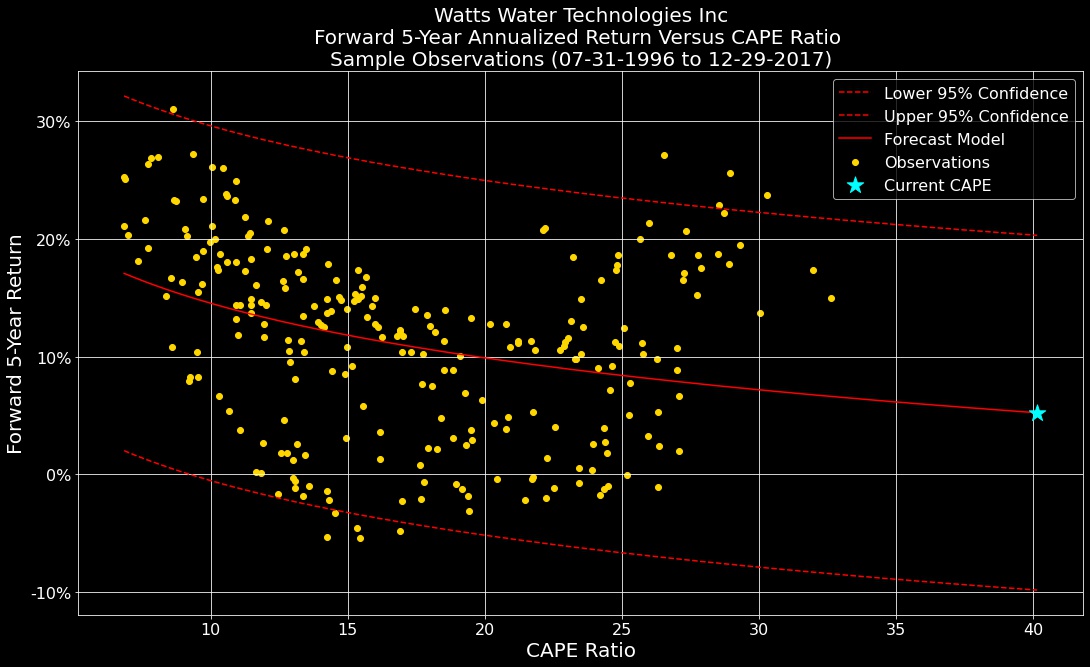 Watts Water Technologies Inc
Forward 5-Year Annualized Return Versus CAPE Ratio
Sample Observations (07-31-1996 to 12-29-2017)
Lower 95% Confidence
Upper 95% Confidence
Forecast Model
Observations
Current CAPE
Forward 5-Year Return
30%
20%
10%
0%
-10%
10 15 20 25 30 35 40
CAPE Ratio